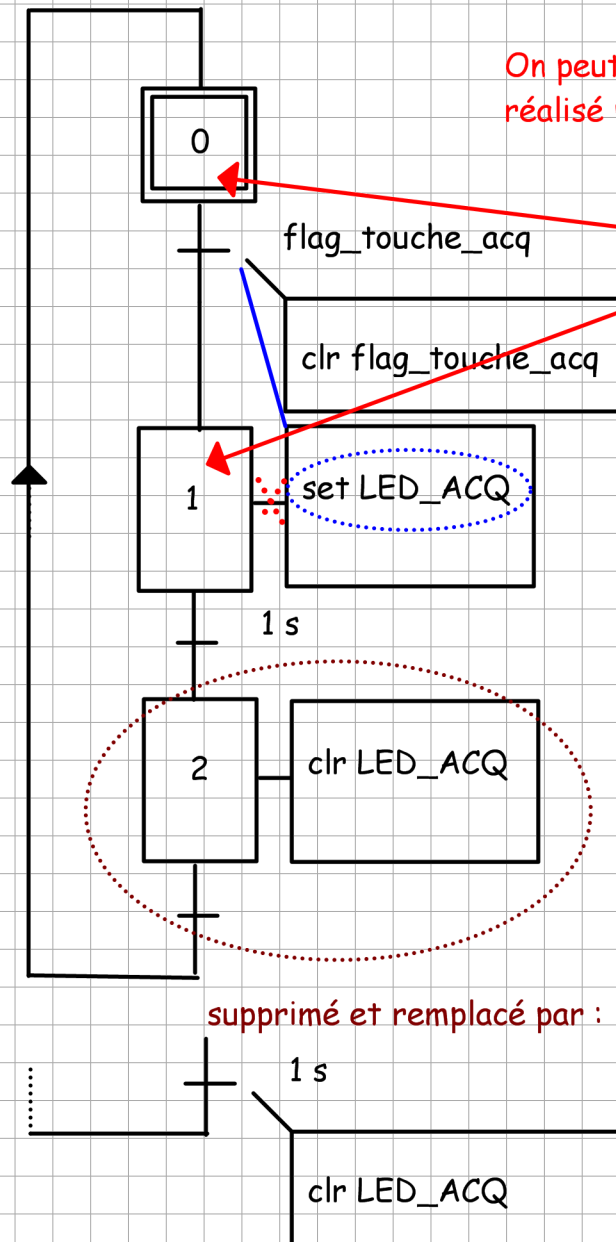 On peut
réalisé
0
flag_touche_acq
clr flag_touche_acq
1
set LED_ACQ
1 s
2
clr LED_ACQ
supprimé et remplacé par :
1 s
clr LED_ACQ